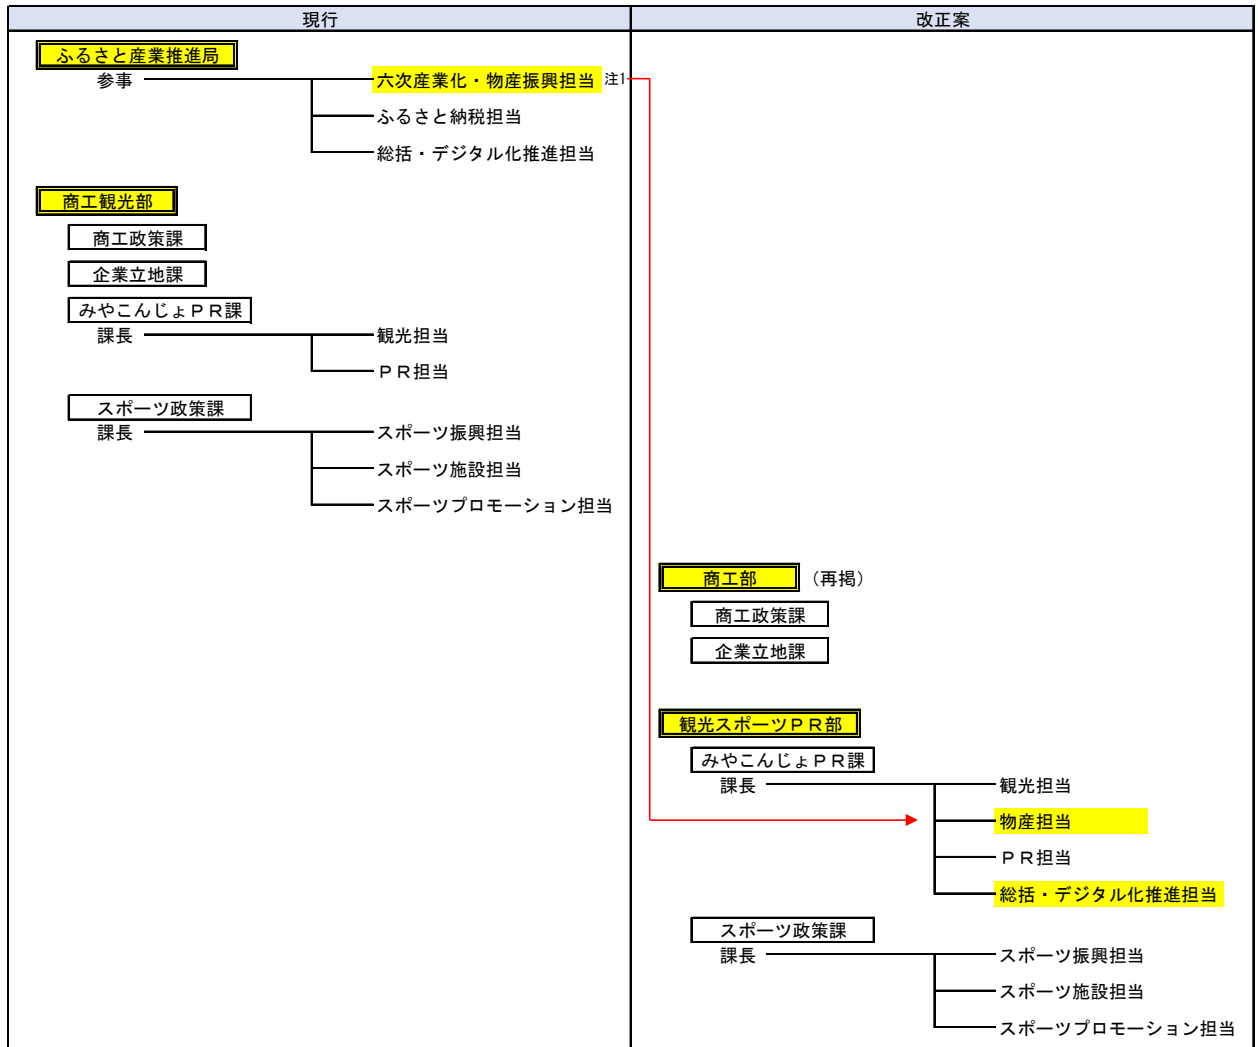 現行
改正案
ふるさと産業推進局
参事
六次産業化・物産振興担当 注1
ふるさと納税担当
総括・デジタル化推進担当
商工観光部
商工政策課
企業立地課
みやこんじょＰＲ課
課長
観光担当
ＰＲ担当
スポーツ政策課
課長
スポーツ振興担当
スポーツ施設担当
スポーツプロモーション担当
商工部 （再掲）
商工政策課
企業立地課
観光スポーツＰＲ部
みやこんじょＰＲ課
課長
観光担当
物産担当
ＰＲ担当
総括・デジタル化推進担当
スポーツ政策課
課長
スポーツ振興担当
スポーツ施設担当
スポーツプロモーション担当